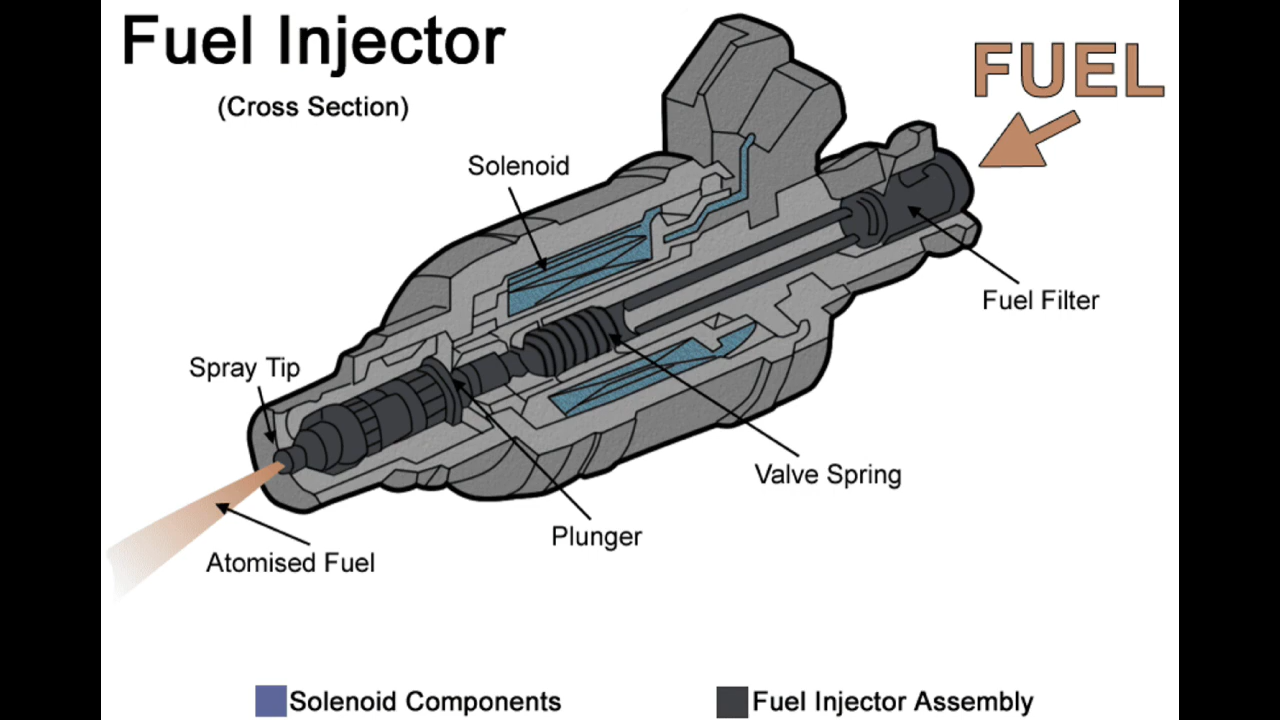 Fuel Injector
(Cross Section)
FUEL
Solenoid
Fuel Filter
Spray Tip
Valve Spring
Plunger
Atomised Fuel
Solenoid Components
Fuel Injector Assembly